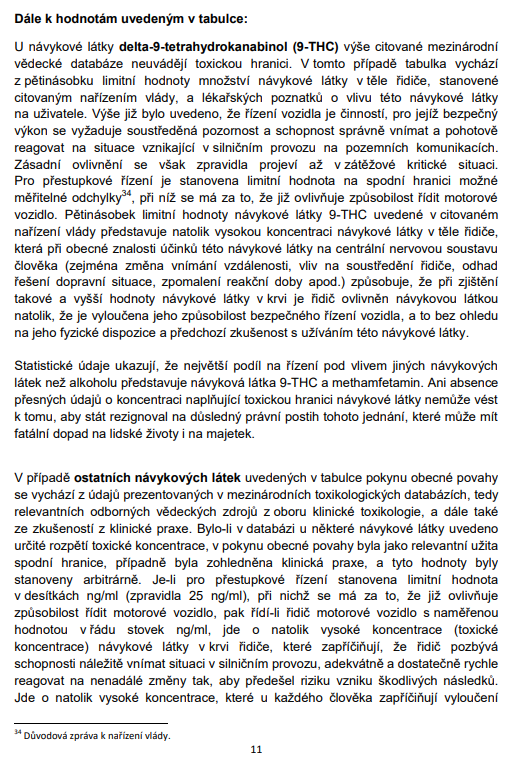 Dále k hodnotám uvedeným v tabulce:
U návykové látky delta-9-tetrahydrokanabinol (9-THC) výše citované mezinárodní
vědecké databáze neuvádějí toxickou hranici. V tomto případě tabulka vychází
z pětinásobku limitní hodnoty množství návykové látky v těle řidiče, stanovené
citovaným nařízením vlády, a lékařských poznatků o vlivu této návykové látky
na uživatele. Výše již bylo uvedeno, že řízení vozidla je činností, pro jejíž bezpečný
výkon se vyžaduje soustředěná pozornost a schopnost správně vnímat a pohotově
reagovat na situace vznikající v silničním provozu na pozemních komunikacích.
Zásadní ovlivnění se však zpravidla projeví až v zátěžové kritické situaci.
Pro přestupkové řízení je stanovena limitní hodnota na spodní hranici možné
měřitelné odchylky34, při níž se má za to, že již ovlivňuje způsobilost řídit motorové
vozidlo. Pětinásobek limitní hodnoty návykové látky 9-THC uvedené v citovaném
nařízení vlády představuje natolik vysokou koncentraci návykové látky v těle řidiče,
která při obecné znalosti účinků této návykové látky na centrální nervovou soustavu
člověka (zejména změna vnímání vzdálenosti, vliv na soustředění řidiče, odhad
řešení dopravní situace, zpomalení reakční doby apod.) způsobuje, že při zjištění
takové a vyšší hodnoty návykové látky v krvi je řidič ovlivněn návykovou látkou
natolik, že je vyloučena jeho způsobilost bezpečného řízení vozidla, a to bez ohledu
na jeho fyzické dispozice a předchozí zkušenost s užíváním této návykové látky.
Statistické údaje ukazují, že největší podíl na řízení pod vlivem jiných návykových
látek než alkoholu představuje návyková látka 9-THC a methamfetamin. Ani absence
přesných údajů o koncentraci naplňující toxickou hranici návykové látky nemůže vést
k tomu, aby stát rezignoval na důsledný právní postih tohoto jednání, které může mít
fatální dopad na lidské životy i na majetek.
V případě ostatních návykových látek uvedených v tabulce pokynu obecné povahy
se vychází z údajů prezentovaných v mezinárodních toxikologických databázích, tedy
relevantních odborných vědeckých zdrojů z oboru klinické toxikologie, a dále také
ze zkušeností z klinické praxe. Bylo-li v databázi u některé návykové látky uvedeno
určité rozpětí toxické koncentrace, v pokynu obecné povahy byla jako relevantní užita
spodní hranice, případně byla zohledněna klinická praxe, a tyto hodnoty byly
stanoveny arbitrárně. Je-li pro přestupkové řízení stanovena limitní hodnota
v desítkách ng/ml (zpravidla 25 ng/ml), při nichž se má za to, že již ovlivňuje
způsobilost řídit motorové vozidlo, pak řídí-li řidič motorové vozidlo s naměřenou
hodnotou v řádu stovek ng/ml, jde o natolik vysoké koncentrace (toxické
koncentrace) návykové látky v krvi řidiče, které zapříčiňují, že řidič pozbývá
schopnosti náležitě vnímat situaci v silničním provozu, adekvátně a dostatečně rychle
reagovat na nenadálé změny tak, aby předešel riziku vzniku škodlivých následků.
Jde o natolik vysoké koncentrace, které u každého člověka zapříčiňují vyloučení
34 Důvodová zpráva k nařízení vlády.
11